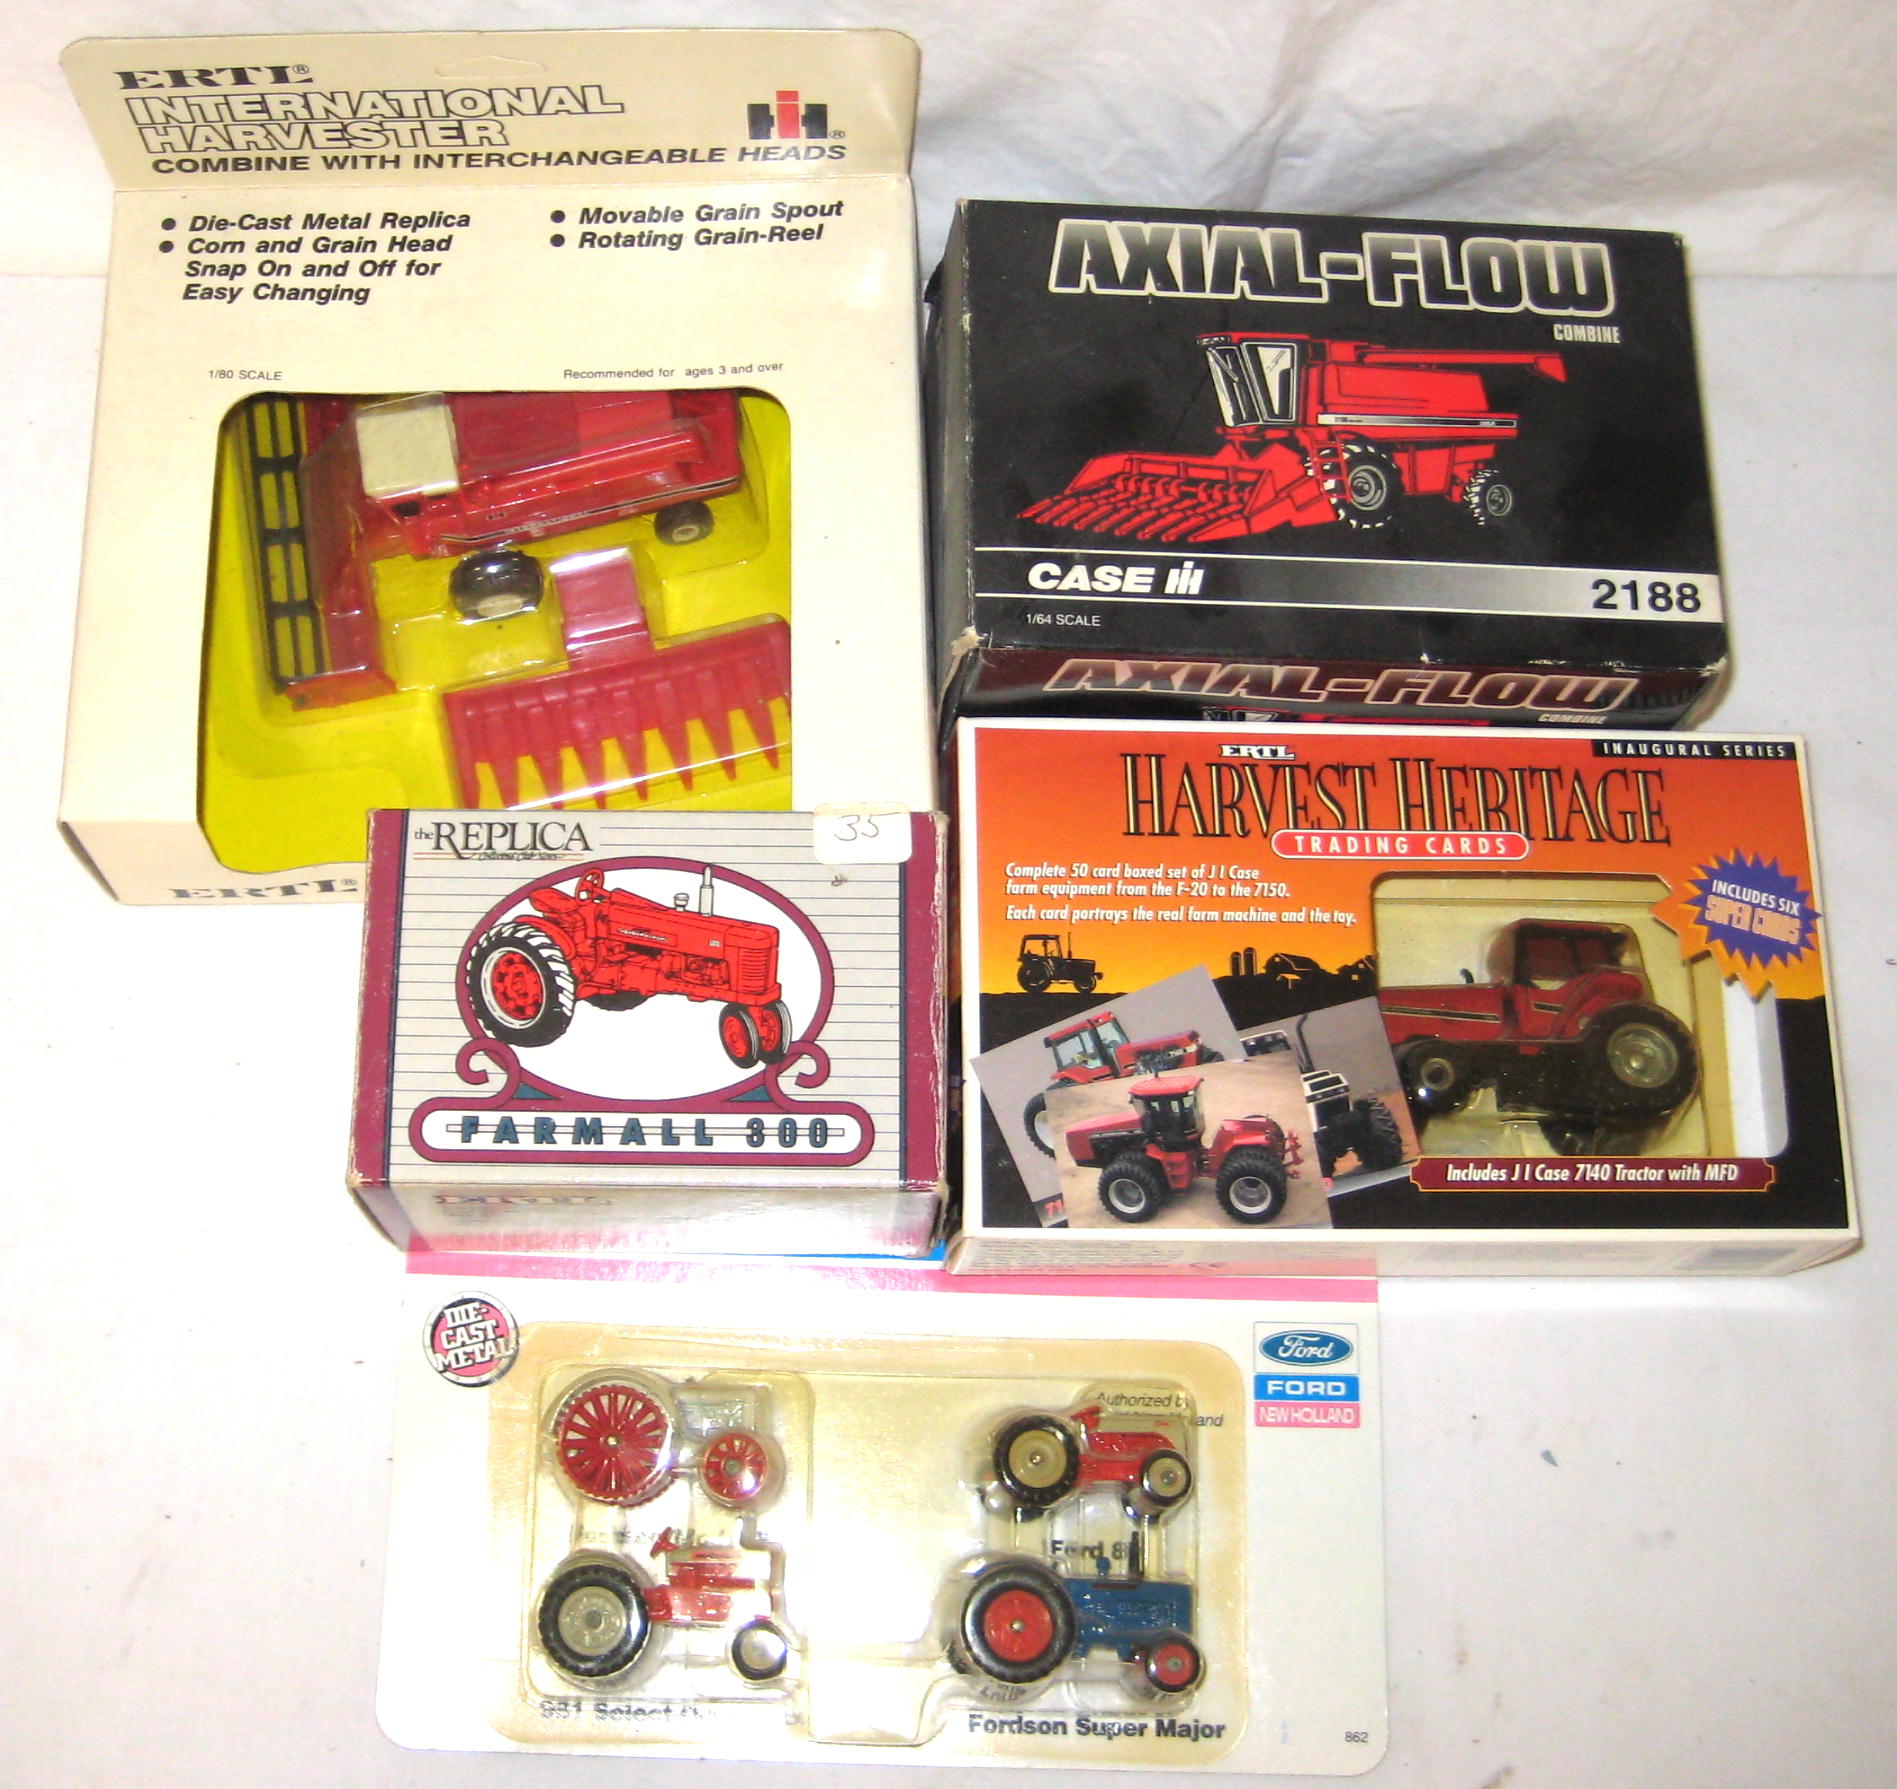 ERTL®
INTERNATIONAL
HARVESTER
COMBINE WITH INTERCHANGEABLE HEADS
● Die-Cast Metal Replica
● Corn and Grain Head
Snap On and Off for
Easy Changing
● Movable Grain Spout
● Rotating Grain-Reel
1/80 SCALE
Recommended for ages 3 and over
ERTL®
AXIAL-FLOW
COMBINE
CASE IH
2188
1/64 SCALE
AXIAL-FLOW
COMBINE
the REPLICA
35
FARMALL 300
ERTL
INAUGURAL SERIES
HARVEST HERITAGE
TRADING CARDS
Complete 50 card boxed set of J I Case
farm equipment from the F-20 to the 7150.
Each card portrays the real farm machine and the toy.
INCLUDES SIX
SUPER CARDS
Includes J I Case 7140 Tractor with MFD
DIE-
CAST
METAL
Ford
FORD
NEW HOLLAND
Authorized by
Ford 8
981 Select
Fordson Super Major
862